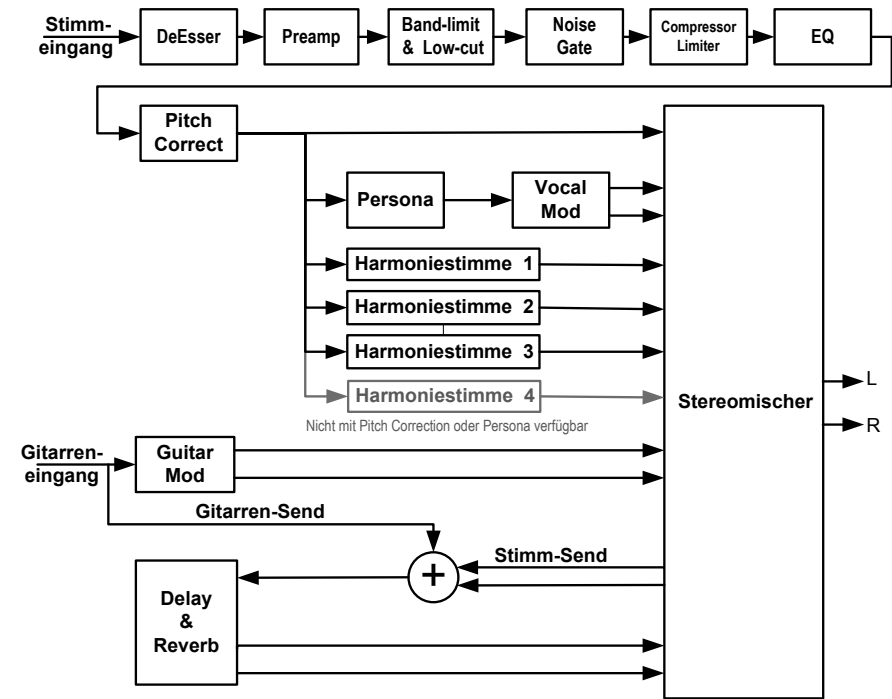 Stimm-
eingang
DeEsser
Preamp
Band-limit
& Low-cut
Noise
Gate
Compressor
Limiter
EQ
Pitch
Correct
Persona
Vocal
Mod
Harmoniestimme 1
Harmoniestimme 2
Harmoniestimme 3
Harmoniestimme 4
Nicht mit Pitch Correction oder Persona verfügbar
Stereomischer
L
R
Gitarren-
eingang
Guitar
Mod
Gitarren-Send
Stimm-Send
+
Delay
&
Reverb